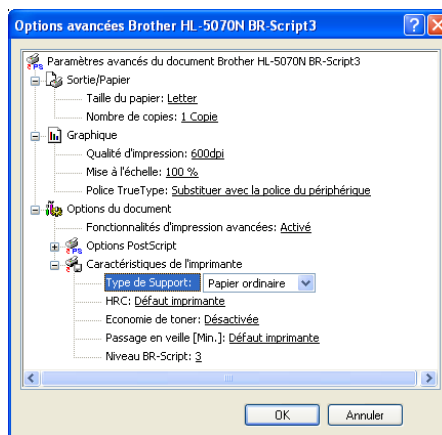 Options avancées Brother HL-5070N BR-Script3
Paramètres avancés du document Brother HL-5070N BR-Script3
Sortie/Papier
Taille du papier: Letter
Nombre de copies: 1 Copie
Graphique
Qualité d'impression: 600dpi
Mise à l'échelle: 100 %
Police TrueType: Substituer avec la police du périphérique
Options du document
Fonctionnalités d'impression avancées: Activé
Options PostScript
Caractéristiques de l'imprimante
Type de Support: Papier ordinaire
HRC: Défaut imprimante
Economie de toner: Désactivée
Passage en veille [Min.]: Défaut imprimante
Niveau BR-Script: 3
OK Annuler